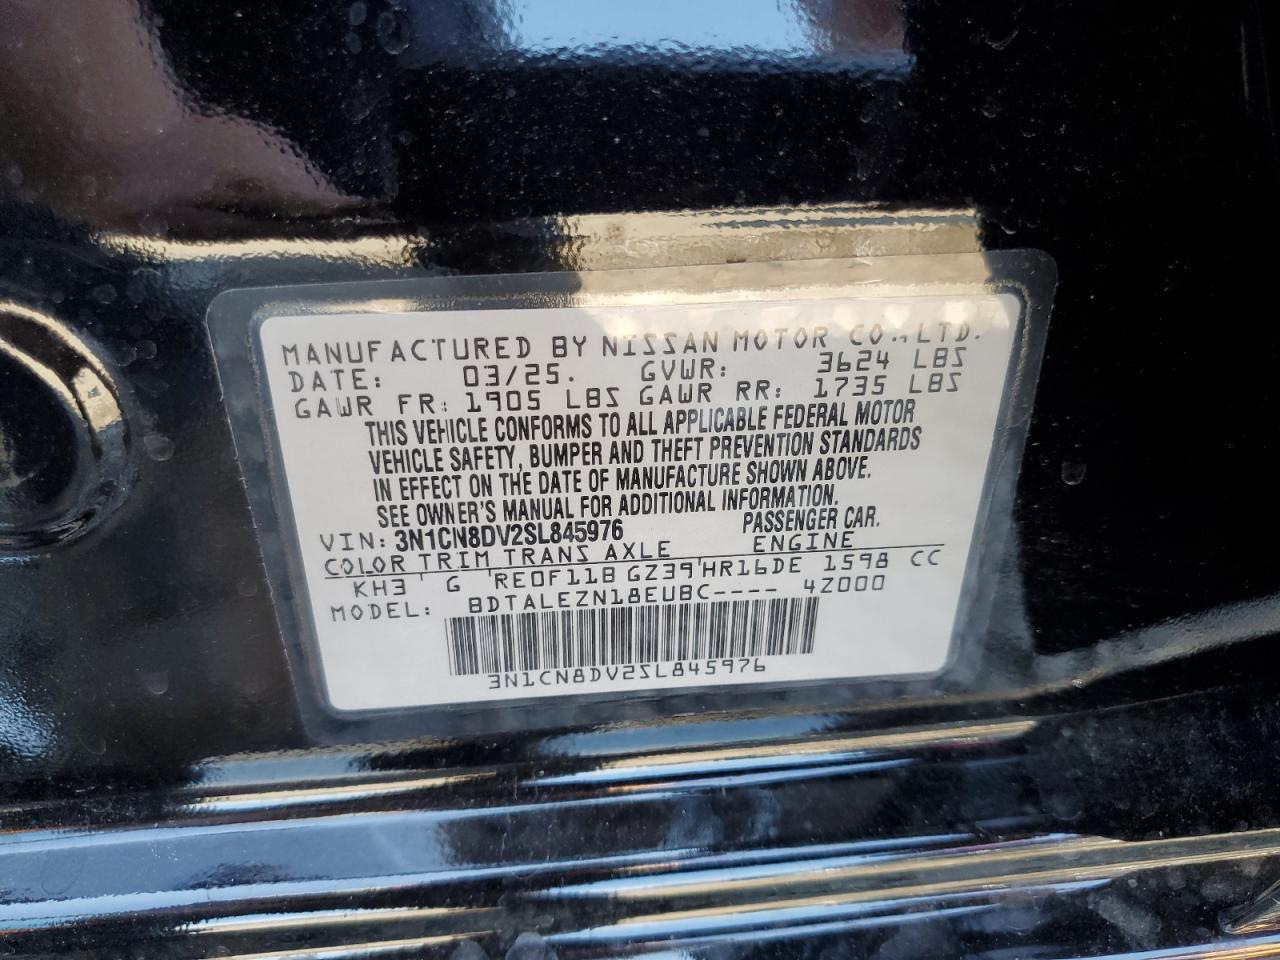 MANUFACTURED BY NISSAN MOTOR CO., LTD.
DATE: 03/25. GVWR: 3624 LBS
GAWR FR: 1905 LBS GAWR RR: 1735 LBS
THIS VEHICLE CONFORMS TO ALL APPLICABLE FEDERAL MOTOR
VEHICLE SAFETY, BUMPER AND THEFT PREVENTION STANDARDS
IN EFFECT ON THE DATE OF MANUFACTURE SHOWN ABOVE.
SEE OWNER'S MANUAL FOR ADDITIONAL INFORMATION.
VIN: 3N1CN8DV2SL845976 PASSENGER CAR.
COLOR TRIM TRANS AXLE ENGINE
KH3 G RE0F11B GZ39 HR16DE 1598 CC
MODEL: BDTALEZN18EUBC---- 4Z000
3N1CN8DV2SL845976